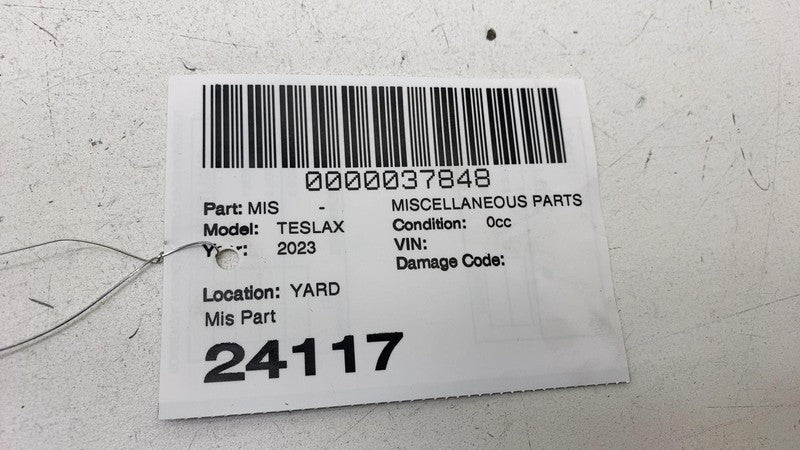 0000037848
Part: MIS - MISCELLANEOUS PARTS
Model: TESLAX Condition: 0cc
Year: 2023 VIN:
Damage Code:
Location: YARD
Mis Part
24117